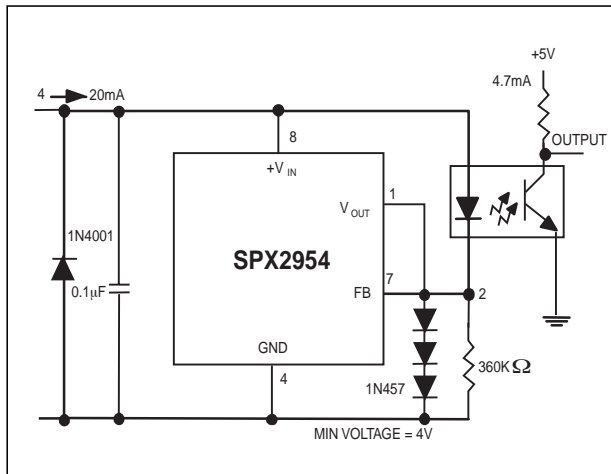 +5V
4 20mA
4.7mA
OUTPUT
8
+V IN
1
V OUT
1N4001
SPX2954
7
FB
2
0.1µF
GND
4
1N457
360K Ω
MIN VOLTAGE = 4V